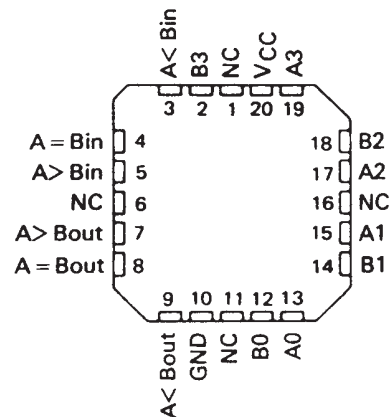 A< Bin
B3
NC
VCC
A3
3 2 1 20 19
A = Bin 4
A> Bin 5
NC 6
A> Bout 7
A = Bout 8
18 B2
17 A2
16 NC
15 A1
14 B1
9 10 11 12 13
A< Bout
GND
NC
B0
A0